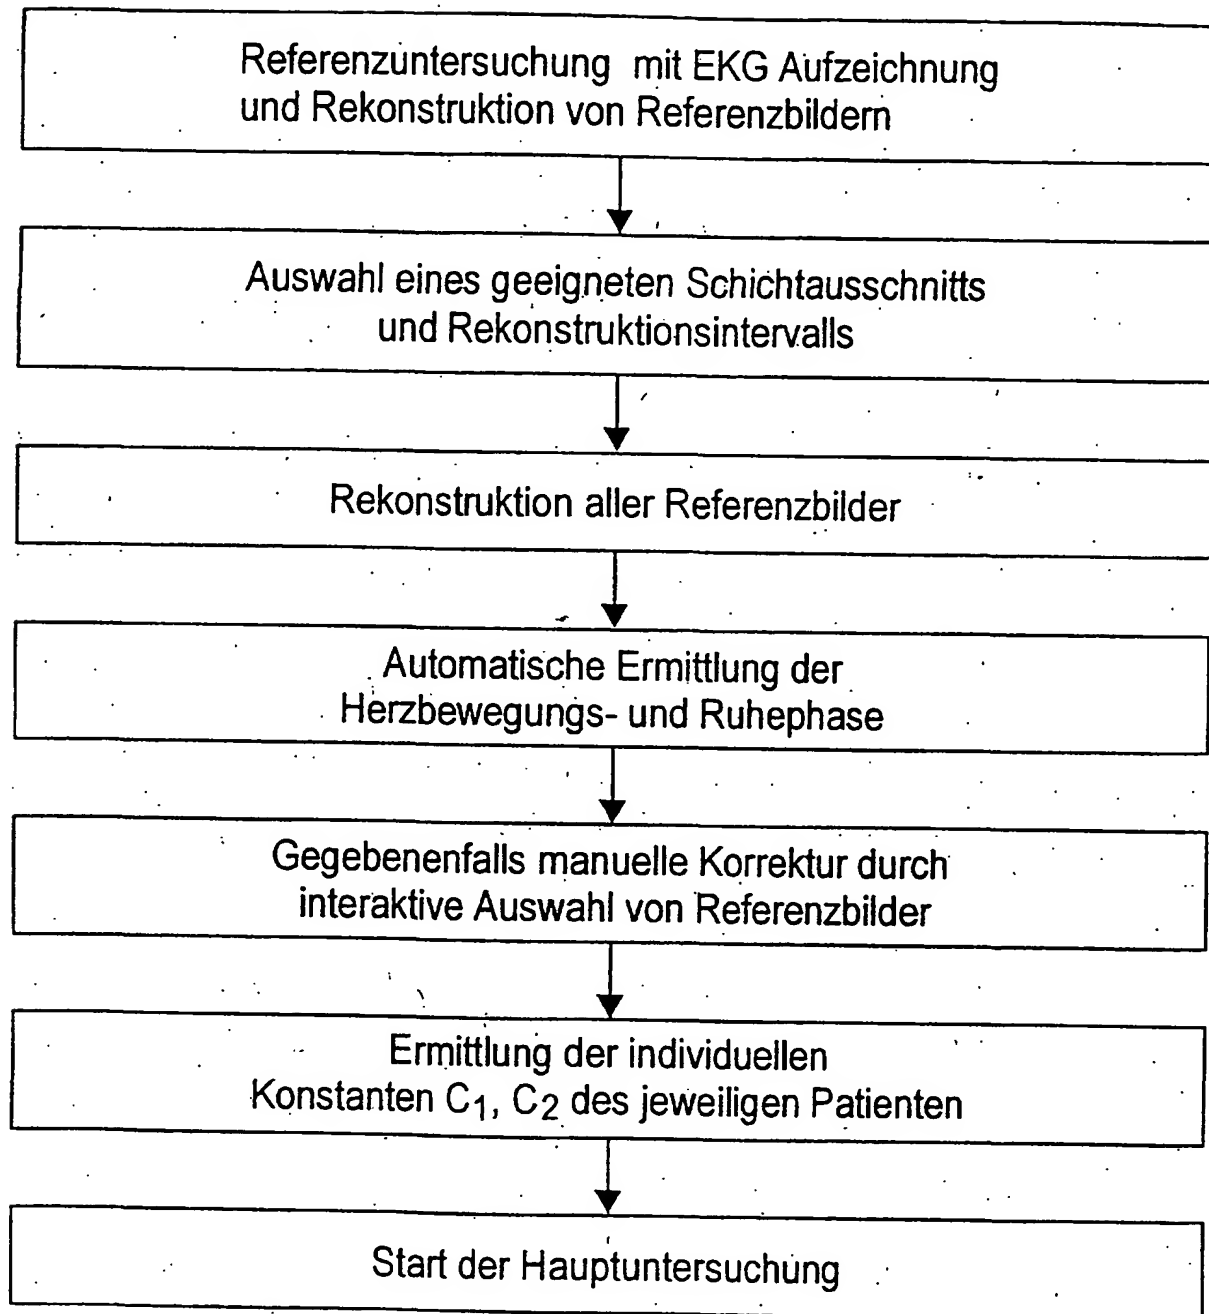 Referenzuntersuchung mit EKG Aufzeichnung
und Rekonstruktion von Referenzbildern
Auswahl eines geeigneten Schichtausschnitts
und Rekonstruktionsintervalls
Rekonstruktion aller Referenzbilder
Automatische Ermittlung der
Herzbewegungs- und Ruhephase
Gegebenenfalls manuelle Korrektur durch
interaktive Auswahl von Referenzbilder
Ermittlung der individuellen
Konstanten C₁, C₂ des jeweiligen Patienten
Start der Hauptuntersuchung